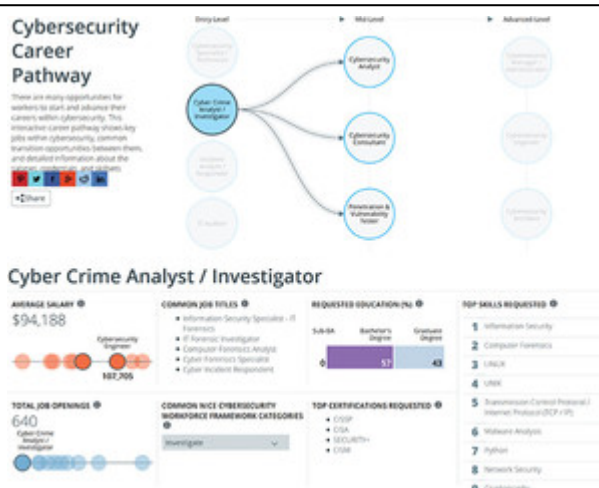 Cybersecurity
Career
Pathway
There are many opportunities for
workers to start and advance their
careers within cybersecurity. This
interactive career pathway shows key
jobs within cybersecurity, common
transition opportunities between them,
and detailed information about the
Share
Entry-Level
Mid-Level
Advanced-Level
Cyber Crime
Analyst /
Investigator
IT Auditor
Cybersecurity
Analyst
Cybersecurity
Consultant
Penetration &
Vulnerability
Tester
Cyber Crime Analyst / Investigator
AVERAGE SALARY
$94,188
Cybersecurity
Engineer
107,705
COMMON JOB TITLES
Information Security Specialist - IT
Forensics
IT Forensic Investigator
Computer Forensics Analyst
Cyber Forensics Specialist
Cyber Incident Respondent
REQUESTED EDUCATION (%)
Sub-BA
Bachelor's
Degree
Graduate
Degree
0
57
43
TOP SKILLS REQUESTED
1 Information Security
2 Computer Forensics
3 LINUX
4 UNIX
5 Transmission Control Protocol /
Internet Protocol (TCP / IP)
6 Malware Analysis
7 Python
8 Network Security
TOTAL JOB OPENINGS
640
Cyber Crime
Analyst /
Investigator
COMMON NICE CYBERSECURITY
WORKFORCE FRAMEWORK CATEGORIES
Investigate
TOP CERTIFICATIONS REQUESTED
CISSP
CISA
SECURITY+
CISM